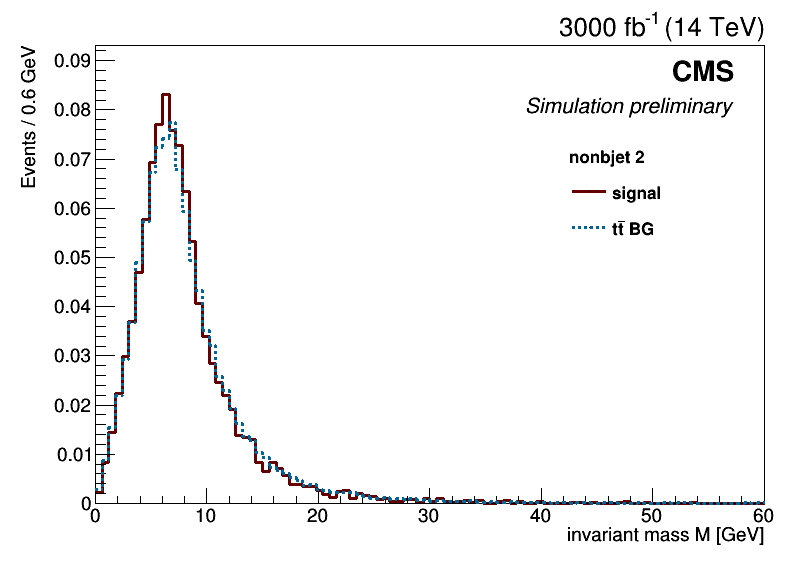 3000 fb⁻¹ (14 TeV)
Events / 0.6 GeV
CMS
Simulation preliminary
nonbjet 2
signal
tt̄ BG
0.09
0.08
0.07
0.06
0.05
0.04
0.03
0.02
0.01
0
0 10 20 30 40 50 60
invariant mass M [GeV]